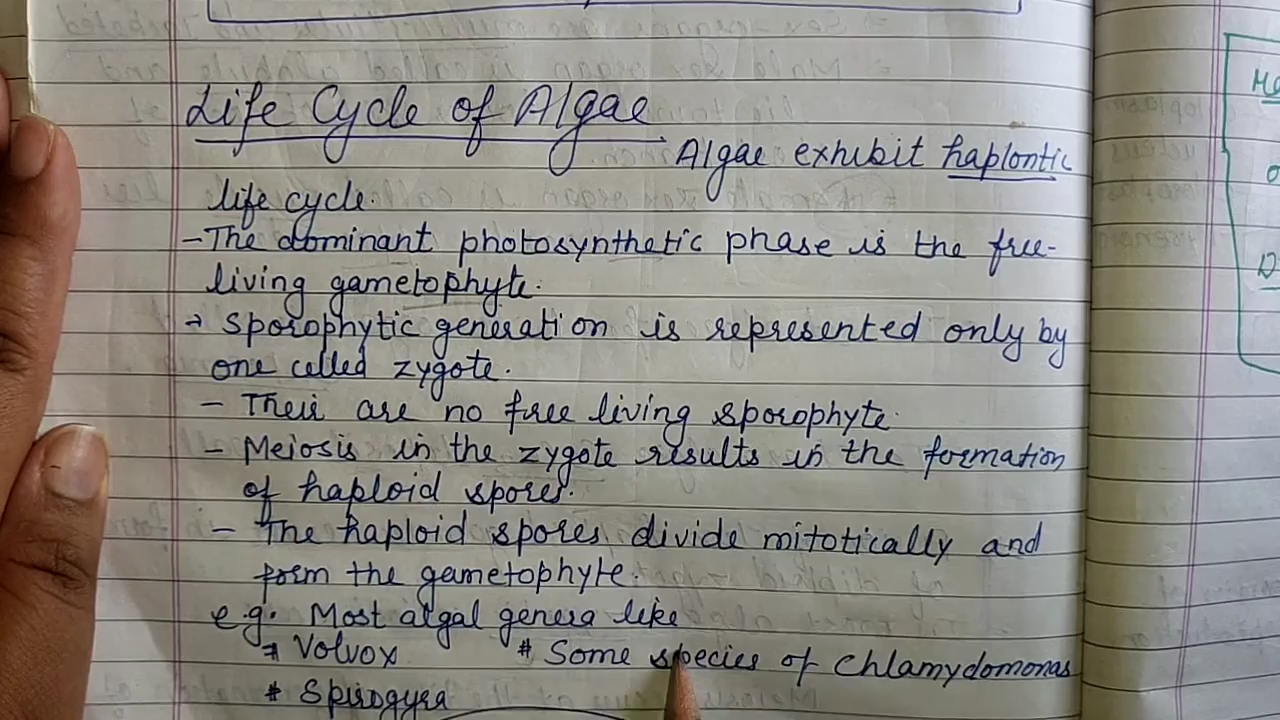 Life Cycle of Algae
Algae exhibit haplontic
life cycle.
- The dominant photosynthetic phase is the free-
living gametophyte.
→ Sporophytic generation is represented only by
one celled zygote.
- Their are no free living sporophyte.
- Meiosis in the zygote results in the formation
of haploid spores.
- The haploid spores divide mitotically and
form the gametophyte.
e.g. Most algal genera like
# Volvox # Some species of Chlamydomonas
# Spirogyra